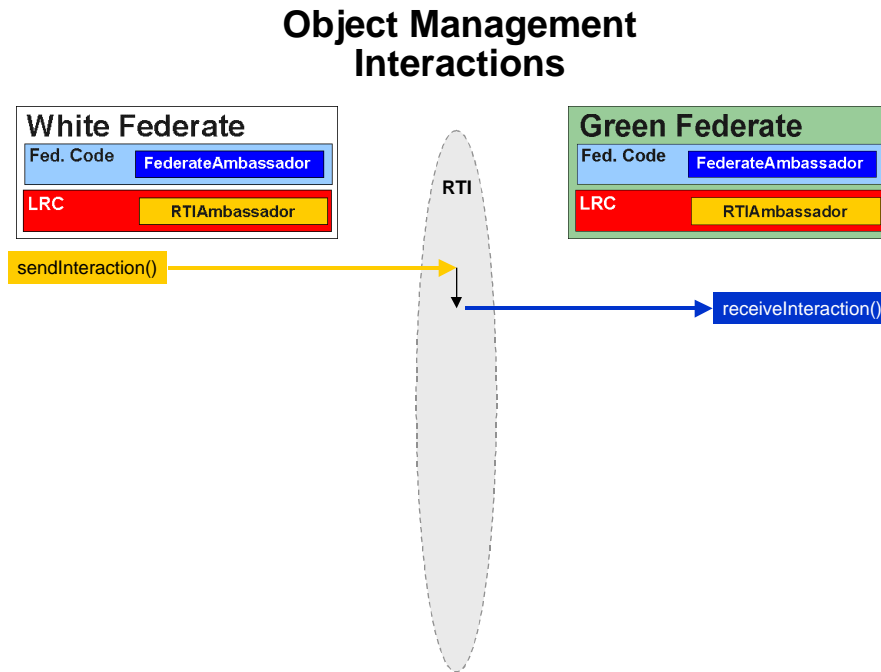 Object Management
Interactions
White Federate
Fed. Code
FederateAmbassador
LRC
RTIAmbassador
Green Federate
Fed. Code
FederateAmbassador
LRC
RTIAmbassador
RTI
sendInteraction()
receiveInteraction()